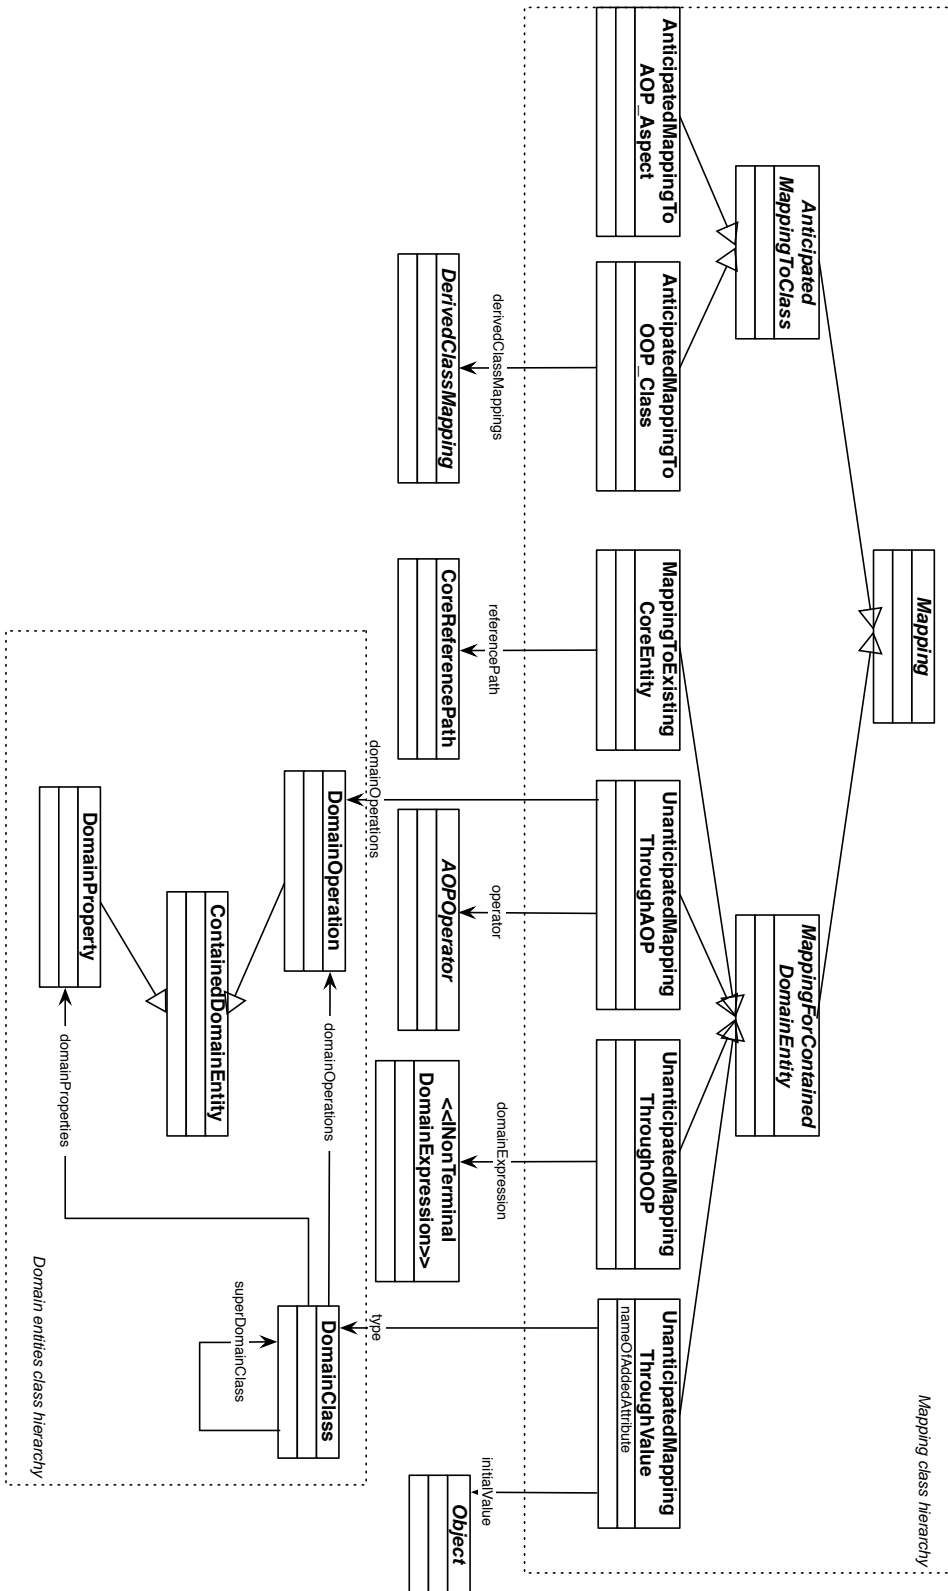 Mapping class hierarchy
Mapping
Anticipated
MappingToClass
MappingForContained
DomainEntity
AnticipatedMappingTo
AOP_Aspect
AnticipatedMappingTo
OOP_Class
MappingToExisting
CoreEntity
UnanticipatedMapping
ThroughAOP
UnanticipatedMapping
ThroughOOP
UnanticipatedMapping
ThroughValue
nameOfAddedAttribute
derivedClassMappings
referencePath
operator
domainExpression
initialValue
DerivedClassMapping
CoreReferencePath
AOPOperator
<<INonTerminal
DomainExpression>>
Object
domainOperations
type
DomainOperation
domainOperations
DomainClass
superDomainClass
ContainedDomainEntity
DomainProperty
domainProperties
Domain entities class hierarchy